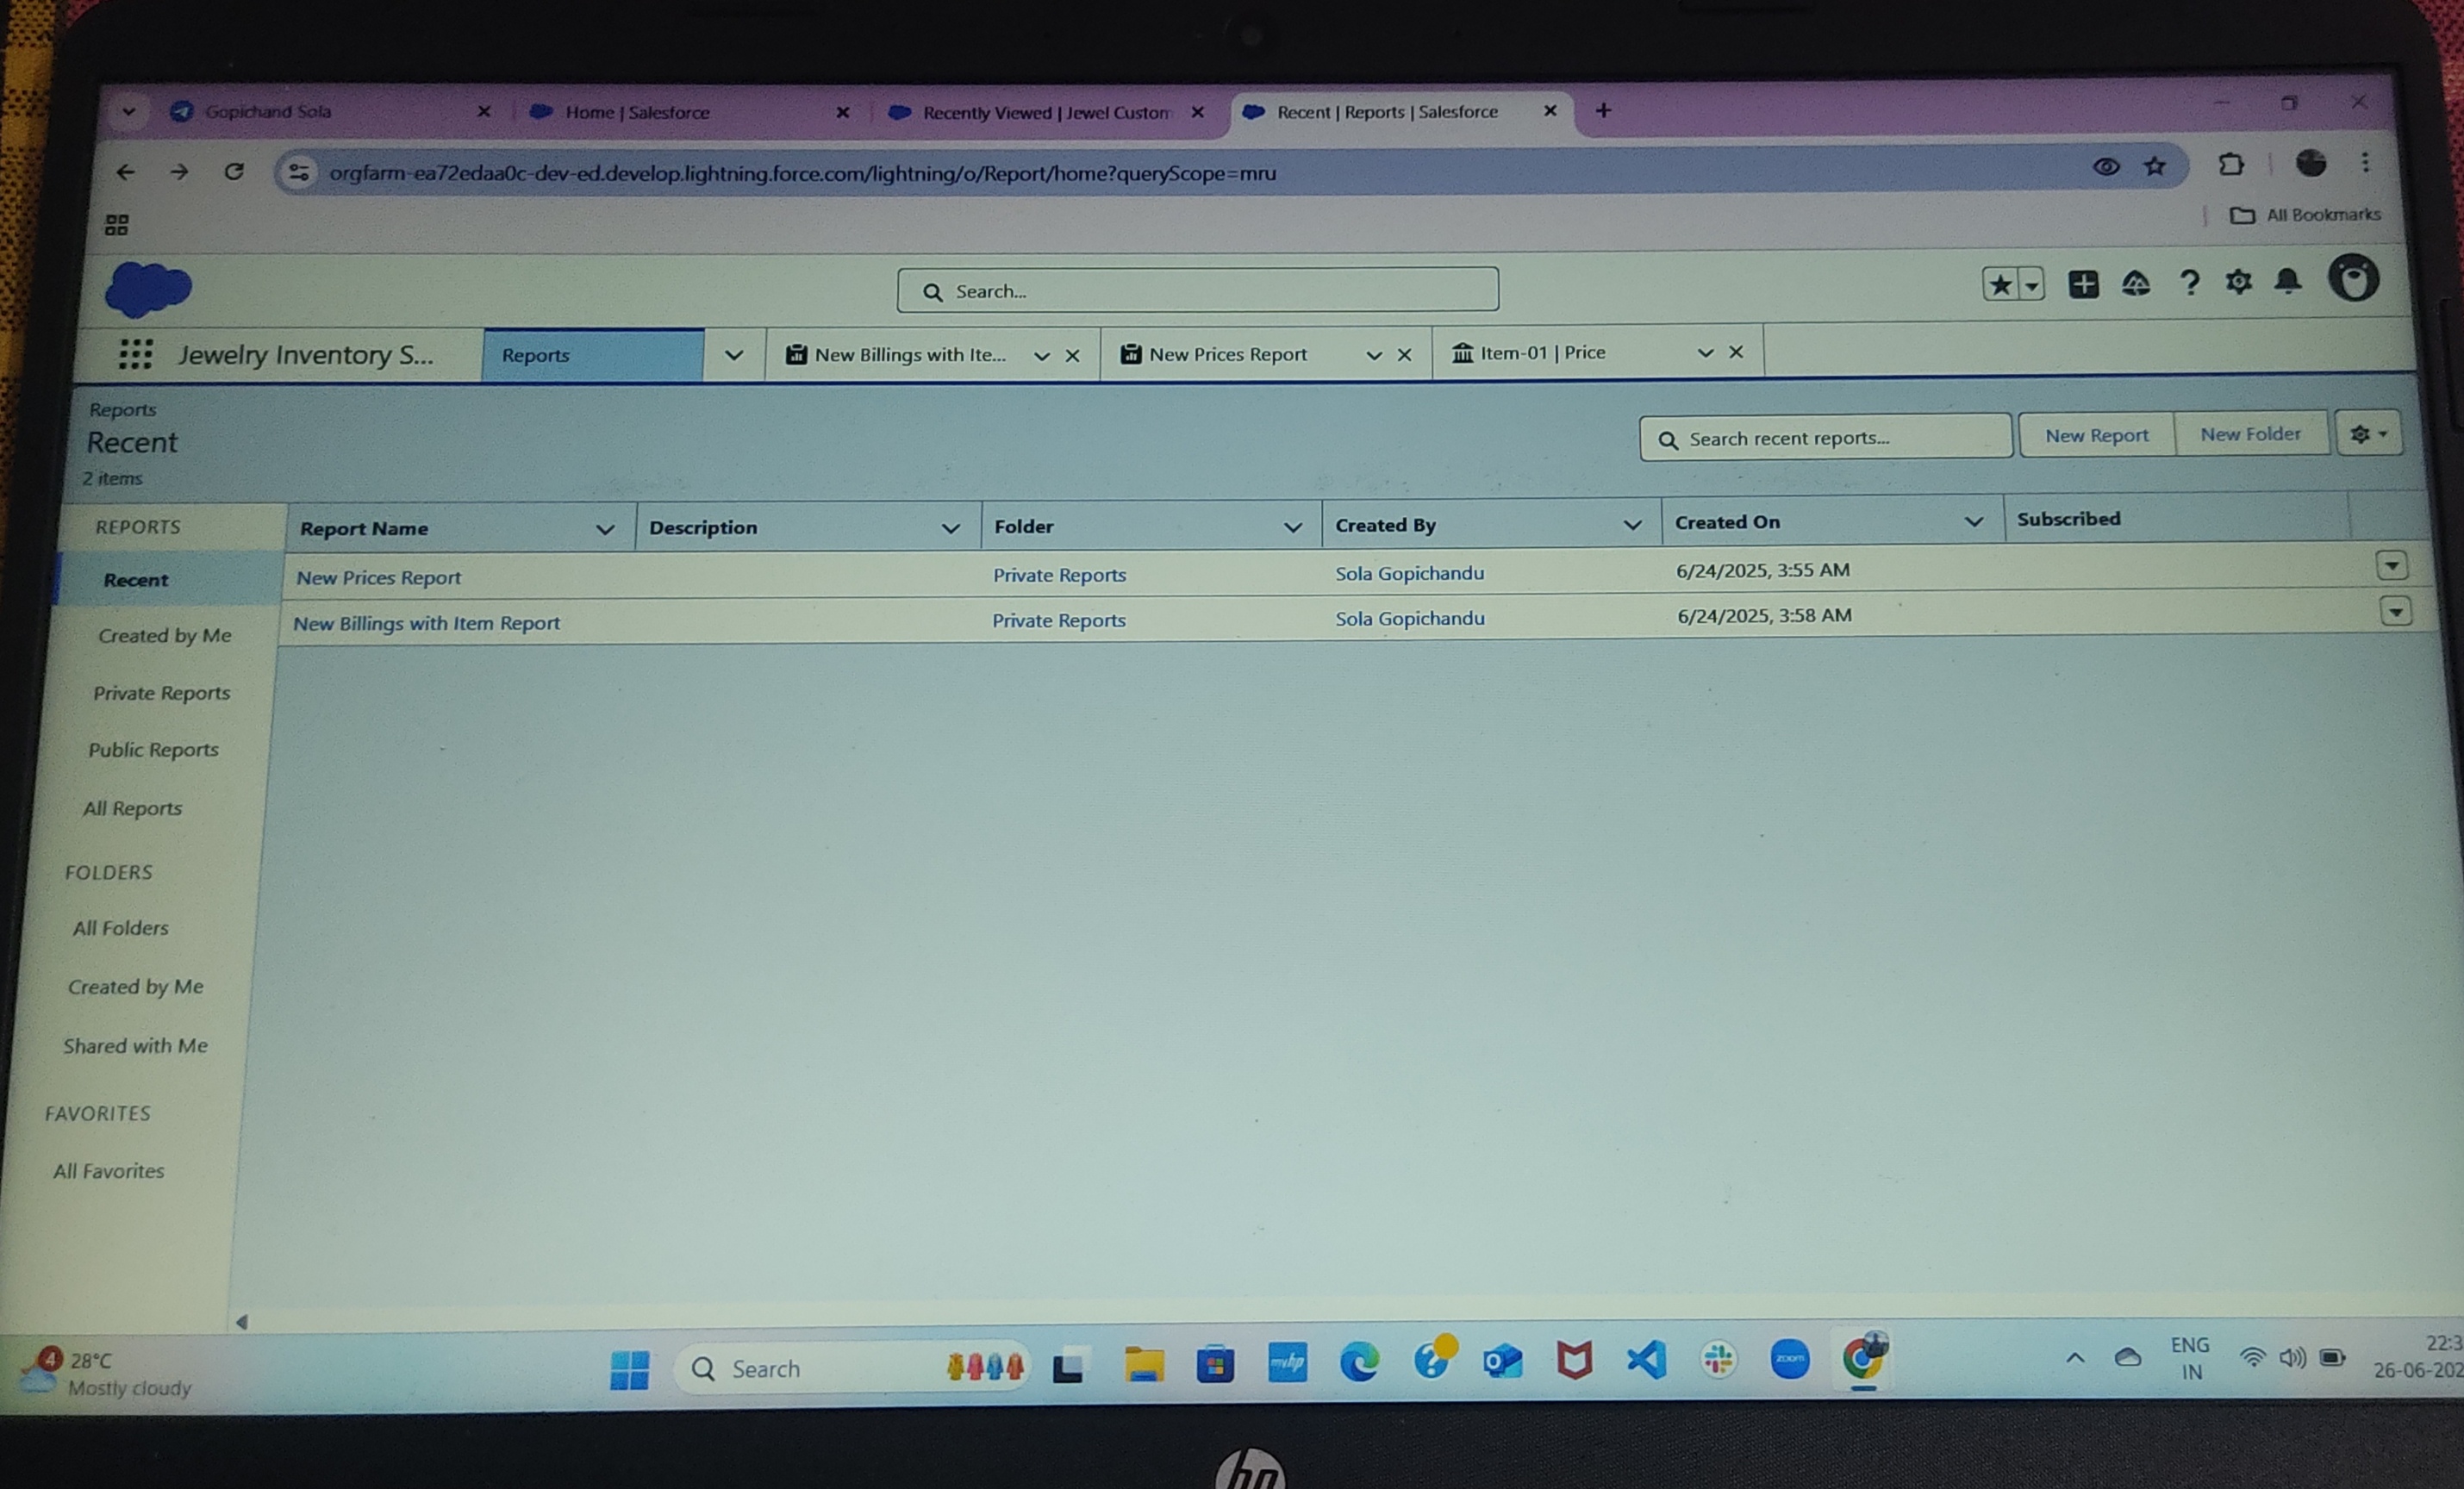 Gopichand Sola
Home | Salesforce
Recently Viewed | Jewel Custom
Recent | Reports | Salesforce
orgfarm-ea72edaa0c-dev-ed.develop.lightning.force.com/lightning/o/Report/home?queryScope=mru
All Bookmarks
Search...
Jewelry Inventory S...
Reports
New Billings with Ite...
New Prices Report
Item-01 | Price
Reports
Recent
2 items
Search recent reports...
New Report
New Folder
REPORTS
Report Name Description Folder Created By Created On Subscribed
Recent
New Prices Report Private Reports Sola Gopichandu 6/24/2025, 3:55 AM
New Billings with Item Report Private Reports Sola Gopichandu 6/24/2025, 3:58 AM
Created by Me
Private Reports
Public Reports
All Reports
FOLDERS
All Folders
Created by Me
Shared with Me
FAVORITES
All Favorites
4
28°C
Mostly cloudy
Search
myhp
zoom
ENG
IN
22:3
26-06-202
hp